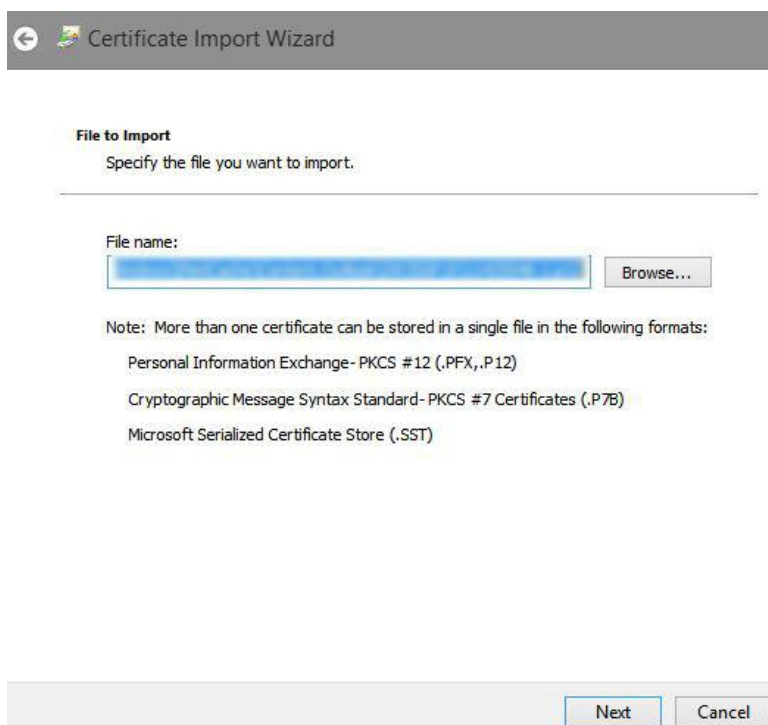 Certificate Import Wizard
File to Import
Specify the file you want to import.
File name:
Browse...
Note: More than one certificate can be stored in a single file in the following formats:
Personal Information Exchange- PKCS #12 (.PFX,.P12)
Cryptographic Message Syntax Standard- PKCS #7 Certificates (.P7B)
Microsoft Serialized Certificate Store (.SST)
Next Cancel